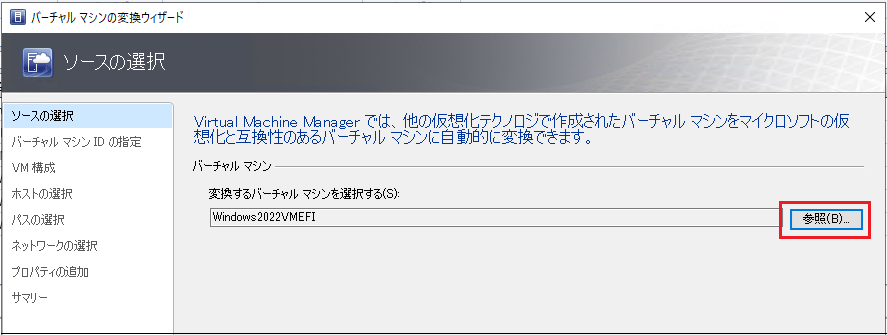 バーチャル マシンの変換ウィザード
ソースの選択
ソースの選択
バーチャル マシン ID の指定
VM 構成
ホストの選択
パスの選択
ネットワークの選択
プロパティの追加
サマリー
Virtual Machine Manager では、他の仮想化テクノロジで作成されたバーチャル マシンをマイクロソフトの仮
想化と互換性のあるバーチャル マシンに自動的に変換できます。
バーチャル マシン
変換するバーチャル マシンを選択する(S):
Windows2022VMEFI
参照(B)...